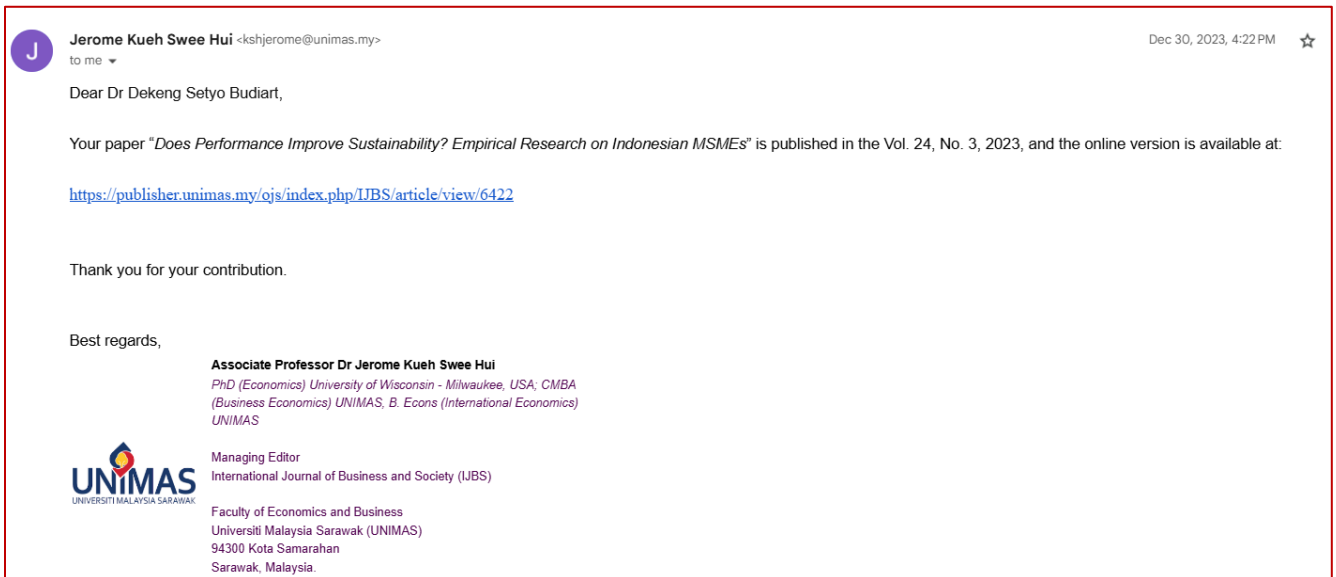 J
Jerome Kueh Swee Hui <kshjerome@unimas.my>
Dec 30, 2023, 4:22 PM
to me
Dear Dr Dekeng Setyo Budiart,
Your paper “Does Performance Improve Sustainability? Empirical Research on Indonesian MSMEs” is published in the Vol. 24, No. 3, 2023, and the online version is available at:
https://publisher.unimas.my/ojs/index.php/IJBS/article/view/6422
Thank you for your contribution.
Best regards,
Associate Professor Dr Jerome Kueh Swee Hui
PhD (Economics) University of Wisconsin - Milwaukee, USA; CMBA
(Business Economics) UNIMAS, B. Econs (International Economics)
UNIMAS
Managing Editor
International Journal of Business and Society (IJBS)
UNIMAS
UNIVERSITI MALAYSIA SARAWAK
Faculty of Economics and Business
Universiti Malaysia Sarawak (UNIMAS)
94300 Kota Samarahan
Sarawak, Malaysia.